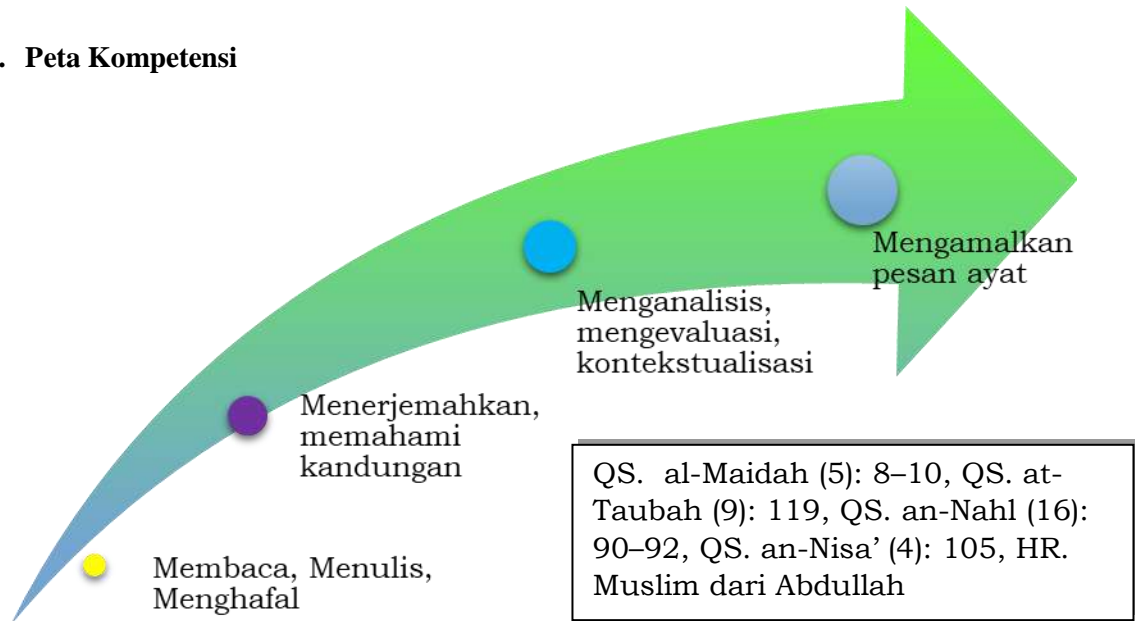 . Peta Kompetensi
Mengamalkan
pesan ayat
Menganalisis,
mengevaluasi,
kontekstualisasi
Menerjemahkan,
memahami
kandungan
Membaca, Menulis,
Menghafal
QS. al-Maidah (5): 8–10, QS. at-
Taubah (9): 119, QS. an-Nahl (16):
90–92, QS. an-Nisa’ (4): 105, HR.
Muslim dari Abdullah